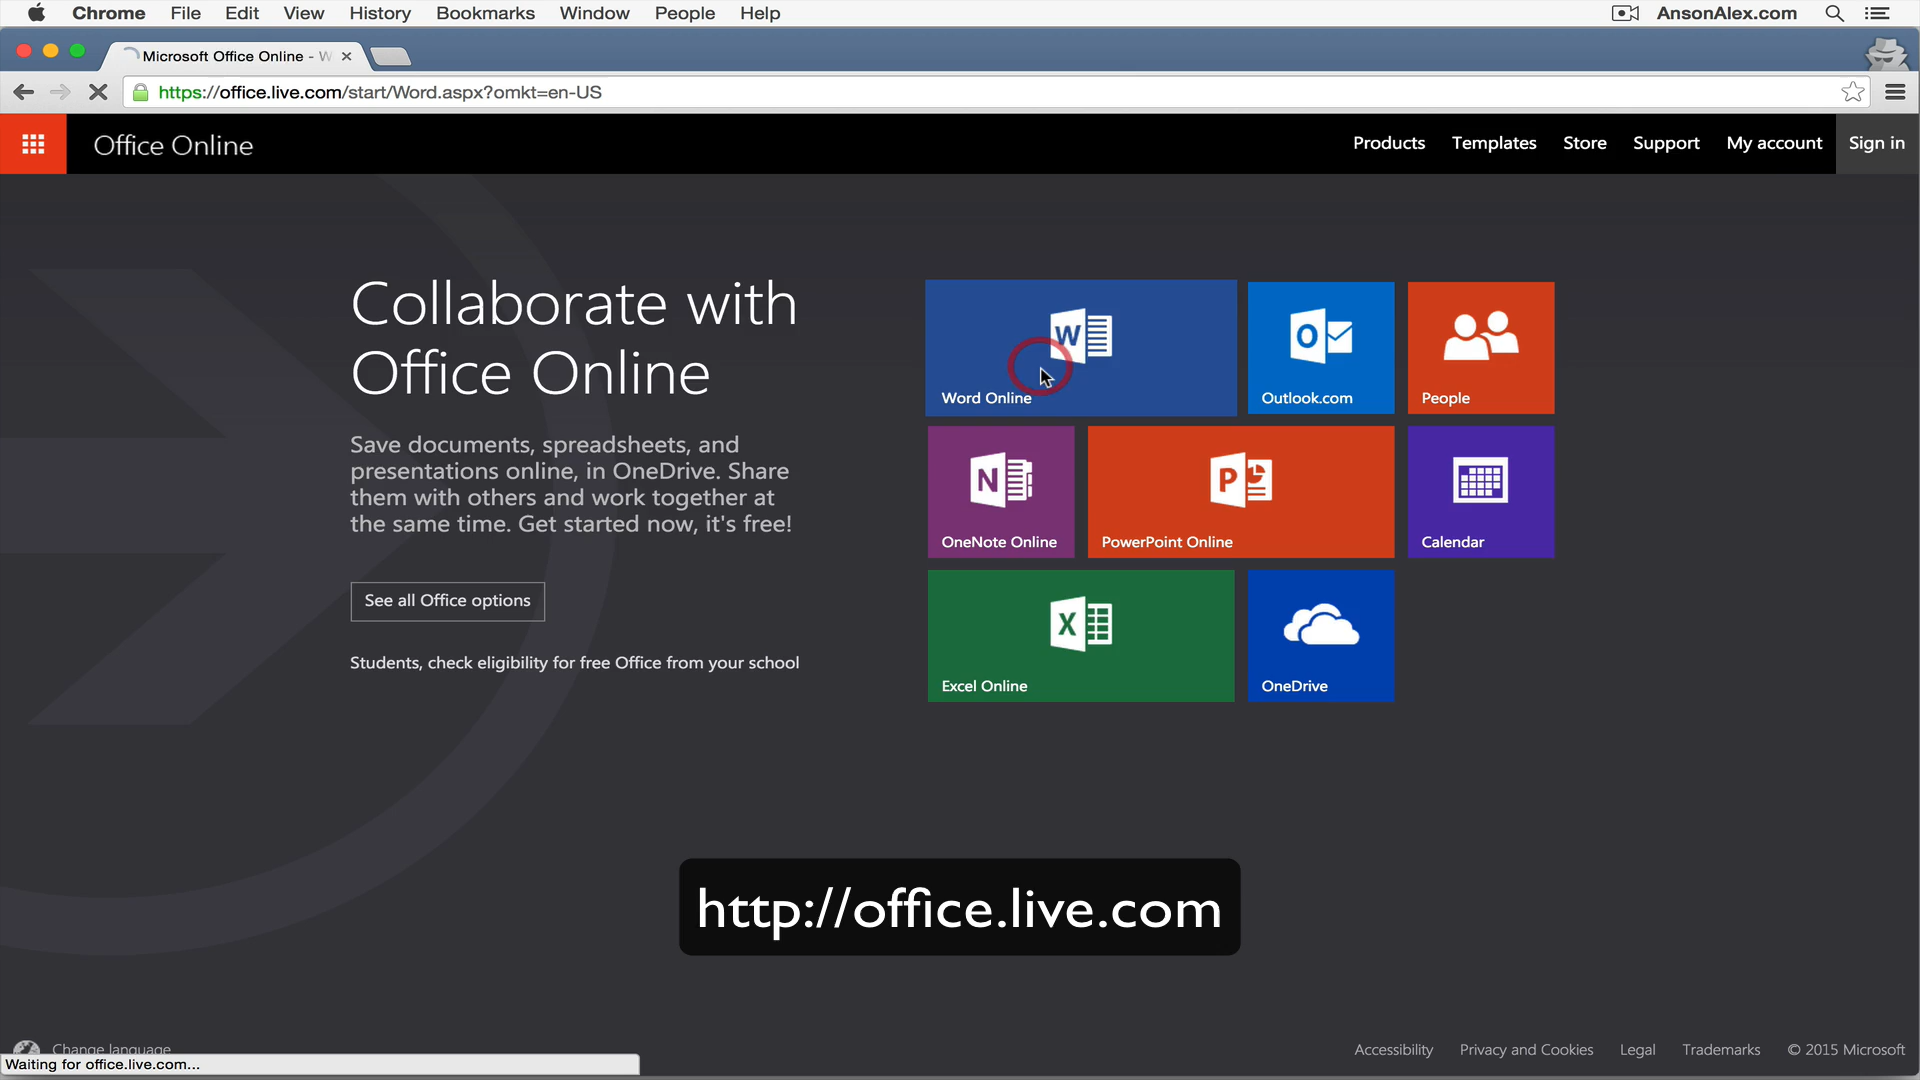 Chrome File Edit View History Bookmarks Window People Help AnsonAlex.com
Microsoft Office Online - W
https://office.live.com/start/Word.aspx?omkt=en-US
Office Online
Products Templates Store Support My account Sign in
Collaborate with
Office Online
Save documents, spreadsheets, and
presentations online, in OneDrive. Share
them with others and work together at
the same time. Get started now, it's free!
See all Office options
Students, check eligibility for free Office from your school
W
Word Online
O
Outlook.com
People
N
OneNote Online
P
PowerPoint Online
Calendar
X
Excel Online
OneDrive
http://office.live.com
Change language
Waiting for office.live.com...
Accessibility Privacy and Cookies Legal Trademarks © 2015 Microsoft